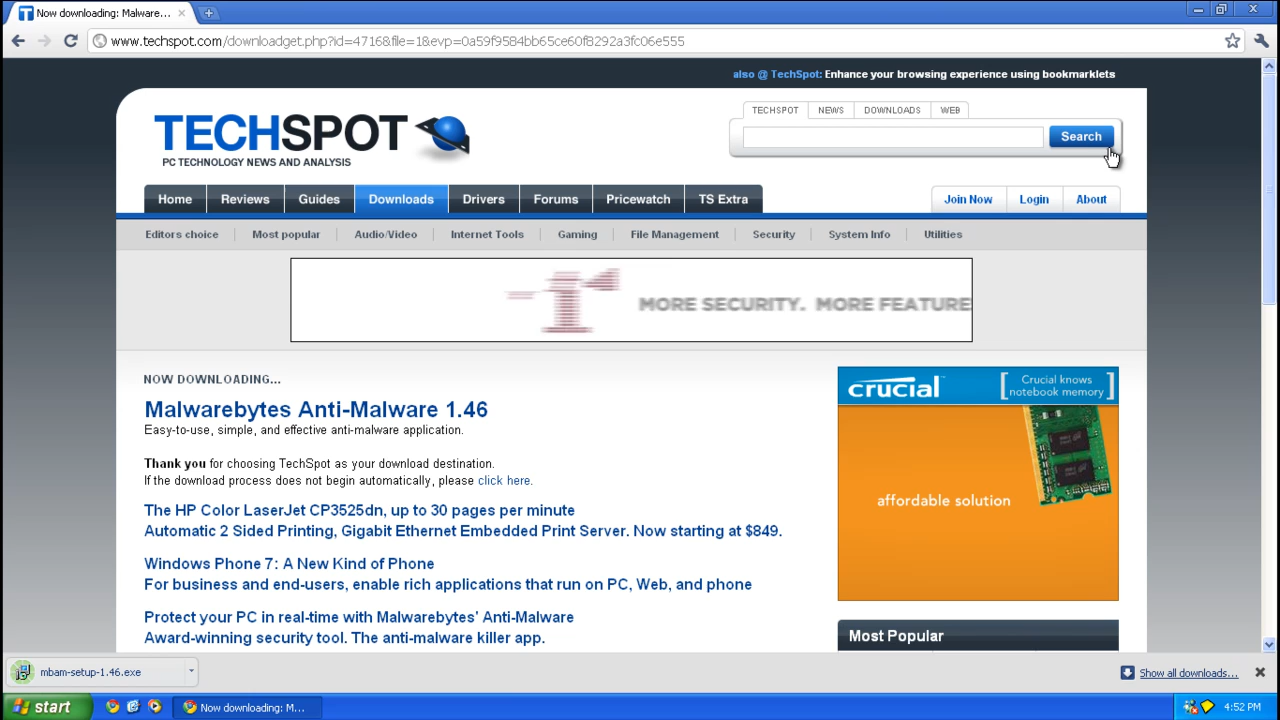 Now downloading: Malware...
www.techspot.com/downloadget.php?id=4716&file=1&evp=0a59f9584bb65ce60f8292a3fc06e555
also @ TechSpot: Enhance your browsing experience using bookmarklets
TECHSPOT NEWS DOWNLOADS WEB
TECHSPOT
PC TECHNOLOGY NEWS AND ANALYSIS
Search
Home Reviews Guides Downloads Drivers Forums Pricewatch TS Extra
Join Now Login About
Editors choice Most popular Audio/Video Internet Tools Gaming File Management Security System Info Utilities
MORE SECURITY. MORE FEATURE
NOW DOWNLOADING...
Malwarebytes Anti-Malware 1.46
Easy-to-use, simple, and effective anti-malware application.
Thank you for choosing TechSpot as your download destination.
If the download process does not begin automatically, please click here.
The HP Color LaserJet CP3525dn, up to 30 pages per minute
Automatic 2 Sided Printing, Gigabit Ethernet Embedded Print Server. Now starting at $849.
Windows Phone 7: A New Kind of Phone
For business and end-users, enable rich applications that run on PC, Web, and phone
Protect your PC in real-time with Malwarebytes' Anti-Malware
Award-winning security tool. The anti-malware killer app.
crucial
Crucial knows
notebook memory
affordable solution
Most Popular
mbam-setup-1.46.exe
Show all downloads...
start
Now downloading: M...
4:52 PM